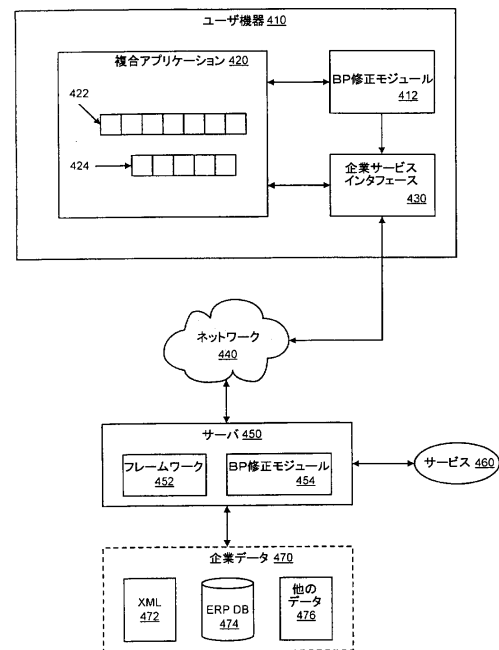 ユーザ機器 410
複合アプリケーション 420
422
424
BP修正モジュール
412
企業サービス
インタフェース
430
ネットワーク
440
サーバ 450
フレームワーク
452
BP修正モジュール
454
サービス 460
企業データ 470
XML
472
ERP DB
474
他の
データ
476